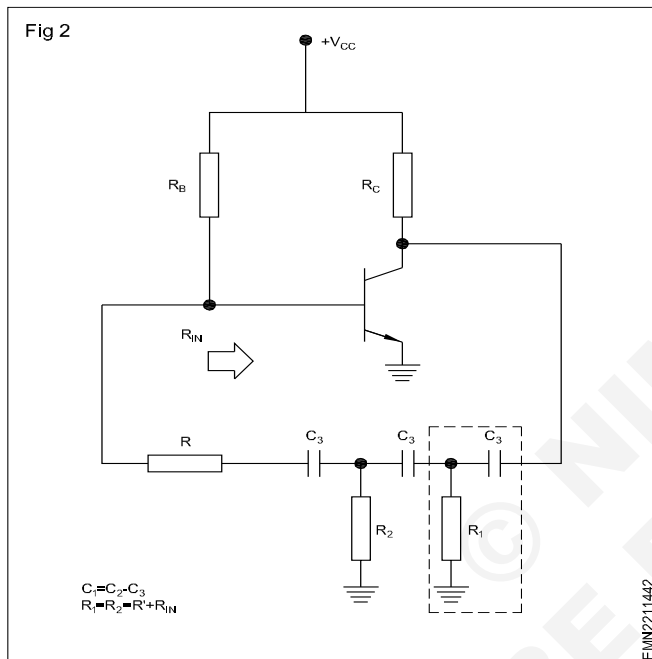 Fig 2
+VCC
RB
RC
RIN
R
C3
C3
C3
R2
R1
C1=C2-C3
R1=R2=R'+RIN
EMN2211442
©